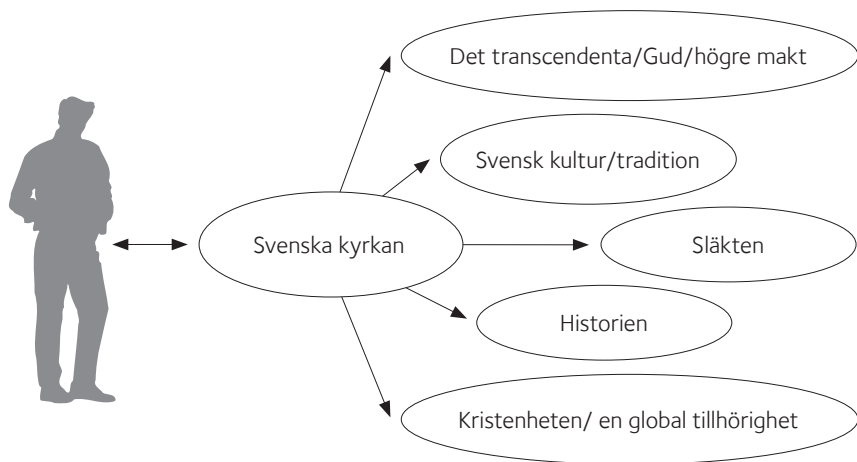 Det transcendenta/Gud/högre makt
Svensk kultur/tradition
Svenska kyrkan
Släkten
Historien
Kristenheten/ en global tillhörighet